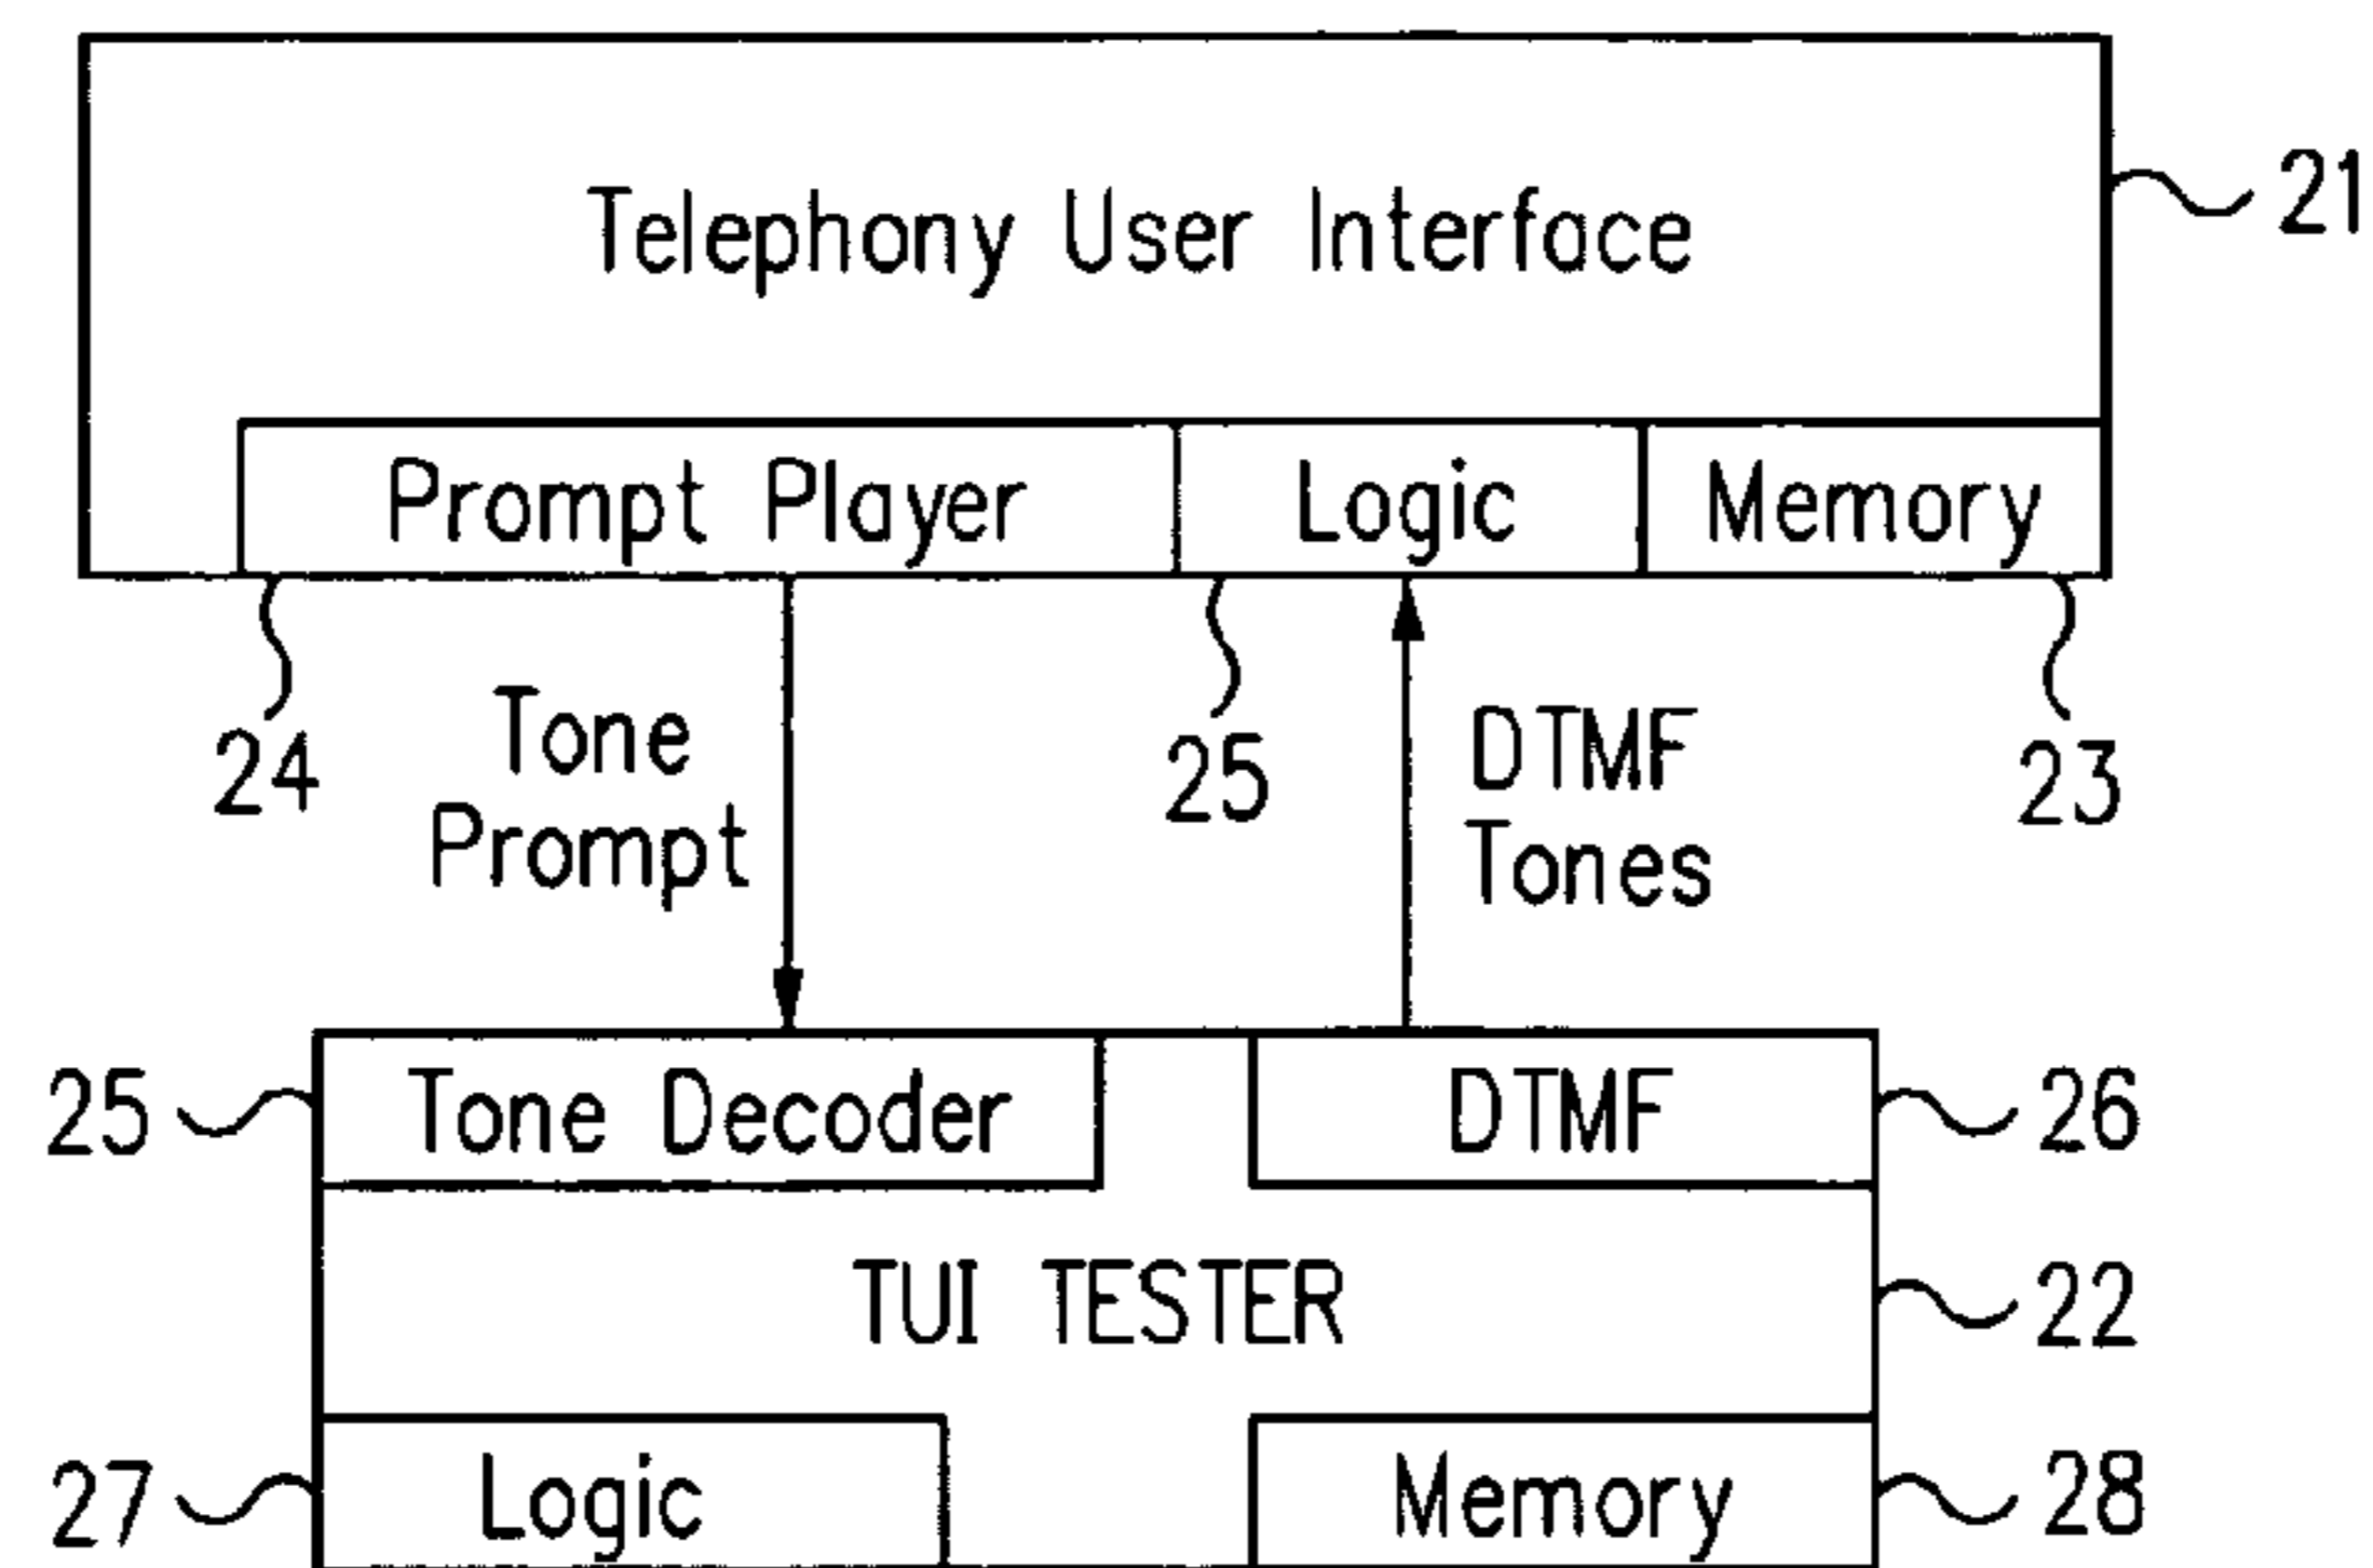 Telephony User Interface
21
Prompt Player
Logic
Memory
24
Tone
Prompt
25
DTMF
Tones
23
25
Tone Decoder
DTMF
26
TUI TESTER
22
27
Logic
Memory
28